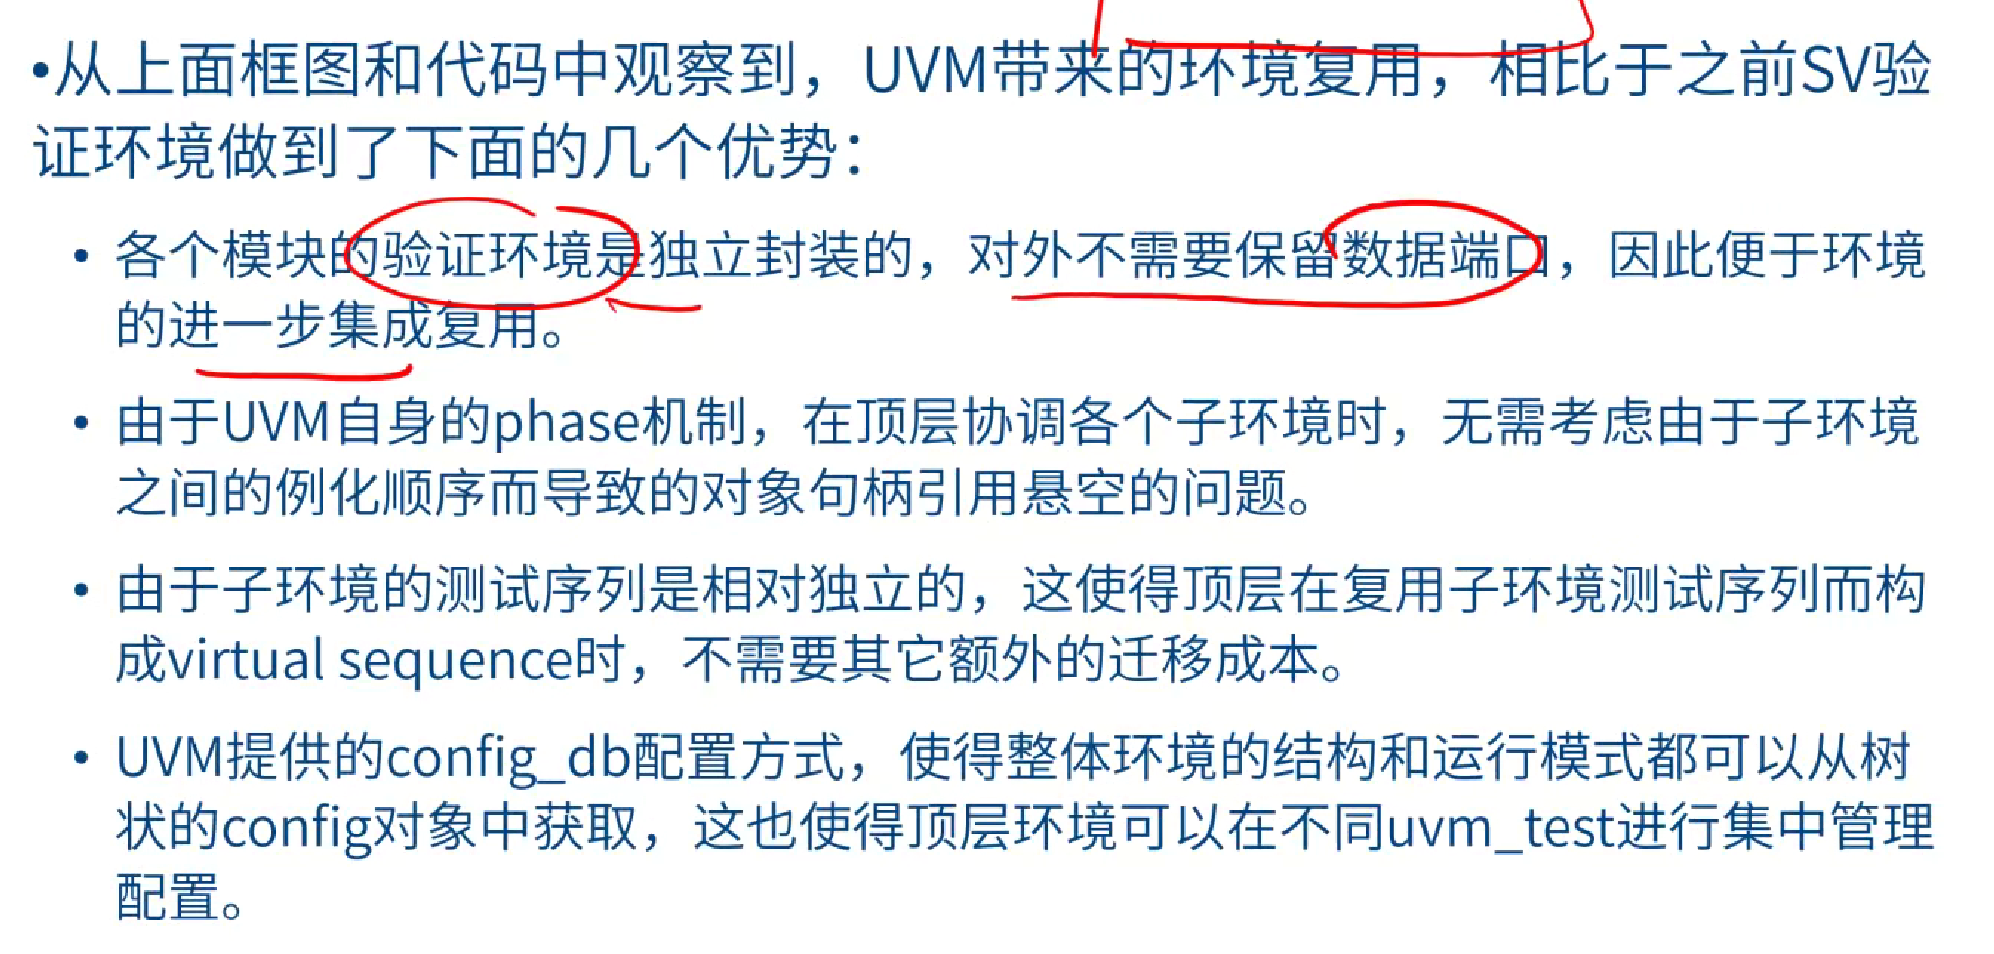 •从上面框图和代码中观察到，UVM带来的环境复用，相比于之前SV验
证环境做到了下面的几个优势：
• 各个模块的验证环境是独立封装的，对外不需要保留数据端口，因此便于环境
的进一步集成复用。
• 由于UVM自身的phase机制，在顶层协调各个子环境时，无需考虑由于子环境
之间的例化顺序而导致的对象句柄引用悬空的问题。
• 由于子环境的测试序列是相对独立的，这使得顶层在复用子环境测试序列而构
成virtual sequence时，不需要其它额外的迁移成本。
• UVM提供的config_db配置方式，使得整体环境的结构和运行模式都可以从树
状的config对象中获取，这也使得顶层环境可以在不同uvm_test进行集中管理
配置。